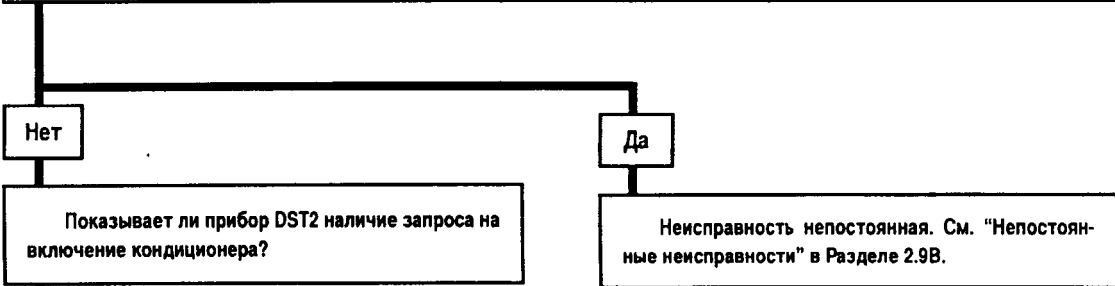 Нет
Да
Показывает ли прибор DST2 наличие запроса на
включение кондиционера?
Неисправность непостоянная. См. “Непостоян-
ные неисправности” в Разделе 2.9В.